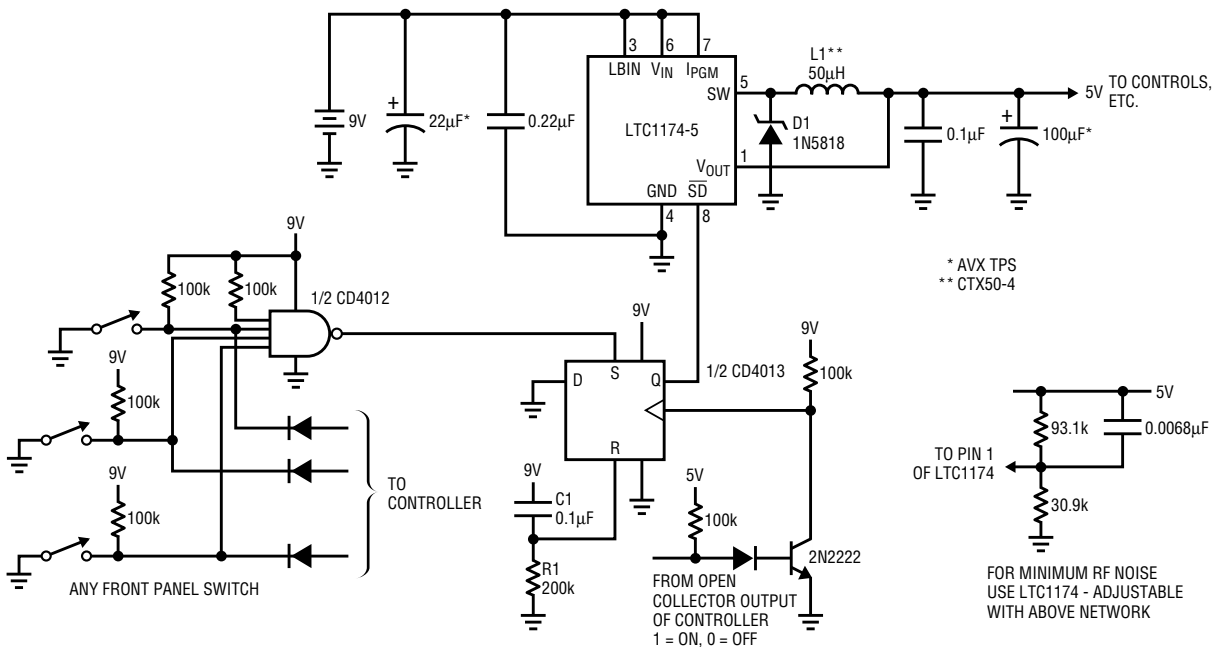 3 6 7
LBIN V_IN I_PGM
L1**
50µH
SW 5
5V TO CONTROLS,
ETC.
+
9V
22µF*
0.22µF
LTC1174-5
D1
1N5818
0.1µF
+
100µF*
V_OUT 1
GND S̅D̅
4 8
9V
* AVX TPS
** CTX50-4
100k
100k
1/2 CD4012
9V
9V
9V
1/2 CD4013
100k
D
S
Q
R
100k
9V
100k
TO
CONTROLLER
9V
C1
0.1µF
R1
200k
5V
100k
2N2222
FROM OPEN
COLLECTOR OUTPUT
OF CONTROLLER
1 = ON, 0 = OFF
ANY FRONT PANEL SWITCH
5V
93.1k
0.0068µF
TO PIN 1
OF LTC1174
30.9k
FOR MINIMUM RF NOISE
USE LTC1174 - ADJUSTABLE
WITH ABOVE NETWORK